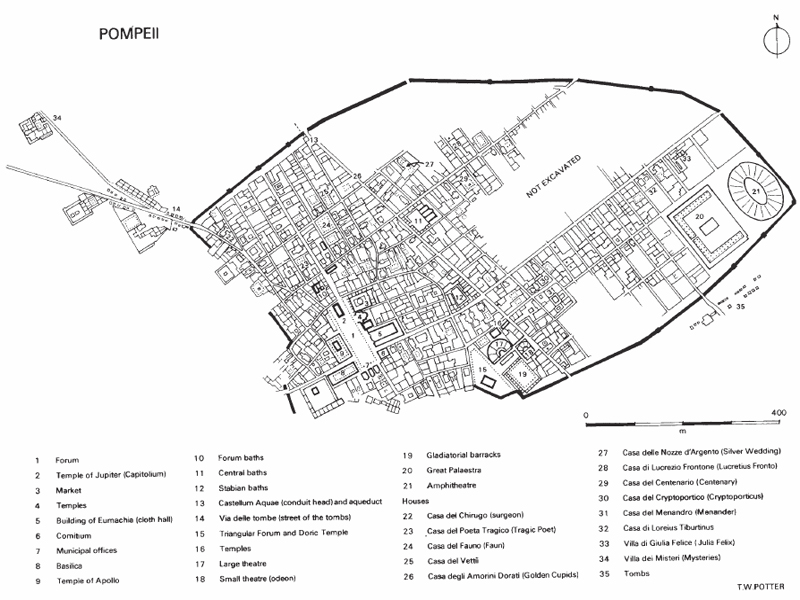 POMPEII
N
34
13
27
26
28
29
25
33
32
21
14
24
11
NOT EXCAVATED
20
35
3
12
2
4
1
5
9
8
7
16
17
15
19
0 400
m
1 Forum
2 Temple of Jupiter (Capitolium)
3 Market
4 Temples
5 Building of Eumachia (cloth hall)
6 Comitium
7 Municipal offices
8 Basilica
9 Temple of Apollo
10 Forum baths
11 Central baths
12 Stabian baths
13 Castellum Aquae (conduit head) and aqueduct
14 Via delle tombe (street of the tombs)
15 Triangular Forum and Doric Temple
16 Temples
17 Large theatre
18 Small theatre (odeon)
19 Gladiatorial barracks
20 Great Palaestra
21 Amphitheatre
Houses
22 Casa del Chirugo (surgeon)
23 Casa del Poeta Tragico (Tragic Poet)
24 Casa del Fauno (Faun)
25 Casa del Vettii
26 Casa degli Amorini Dorati (Golden Cupids)
27 Casa delle Nozze d'Argento (Silver Wedding)
28 Casa di Lucrezio Frontone (Lucretius Fronto)
29 Casa del Centenario (Centenary)
30 Casa del Cryptoportico (Cryptoporticus)
31 Casa del Menandro (Menander)
32 Casa di Loreius Tiburtinus
33 Villa di Giulia Felice (Julia Felix)
34 Villa dei Misteri (Mysteries)
35 Tombs
T.W.POTTER